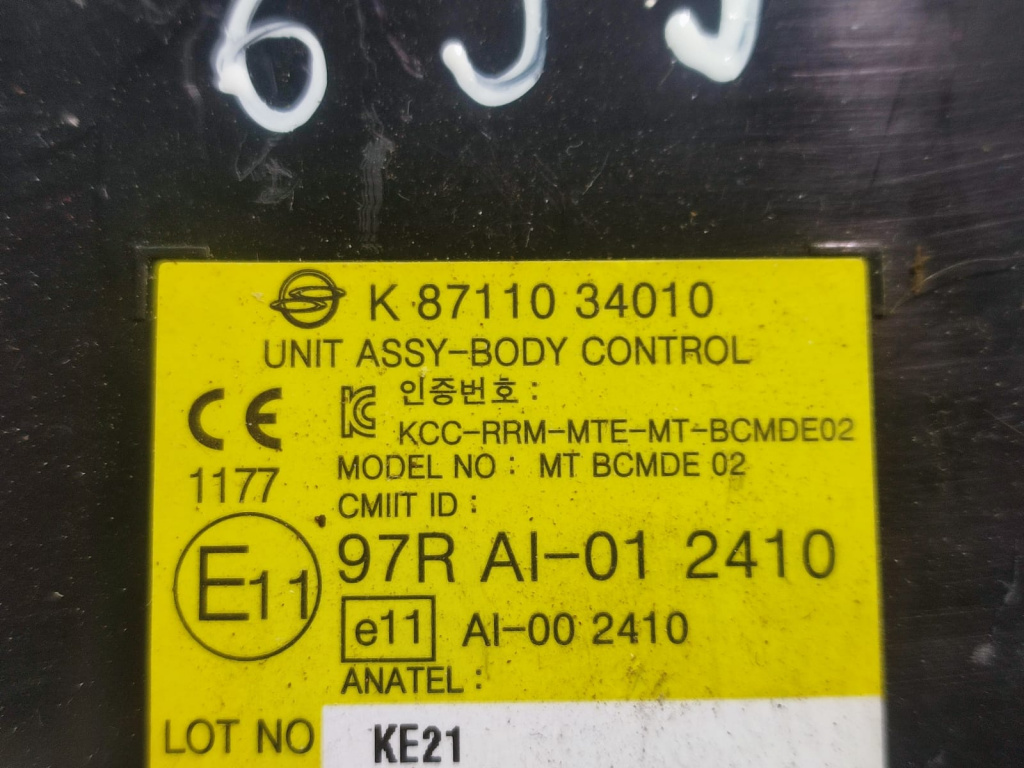 K 87110 34010
UNIT ASSY-BODY CONTROL
CE
1177
인증번호 :
KCC-RRM-MTE-MT-BCMDE02
MODEL NO : MT BCMDE 02
CMIIT ID :
E11 97R AI-01 2410
e11 AI-00 2410
ANATEL :
LOT NO KE21